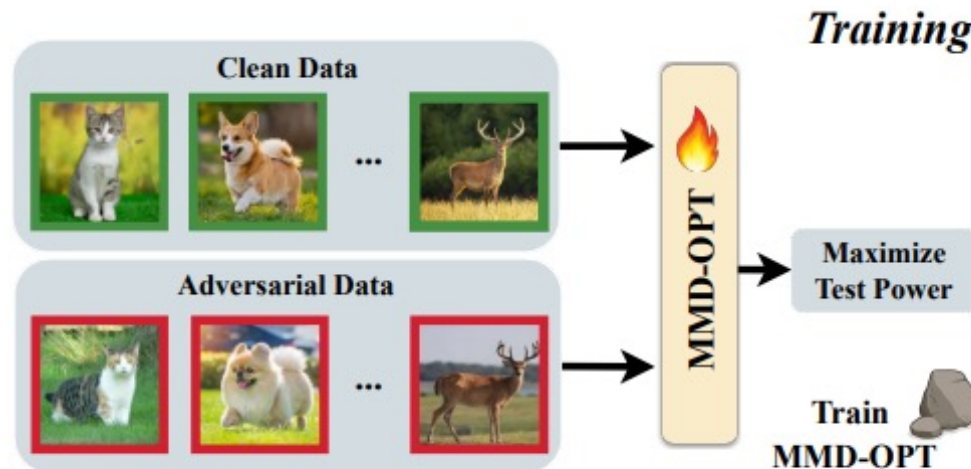 Training
Clean Data
...
Adversarial Data
...
MMD-OPT
Maximize
Test Power
Train
MMD-OPT